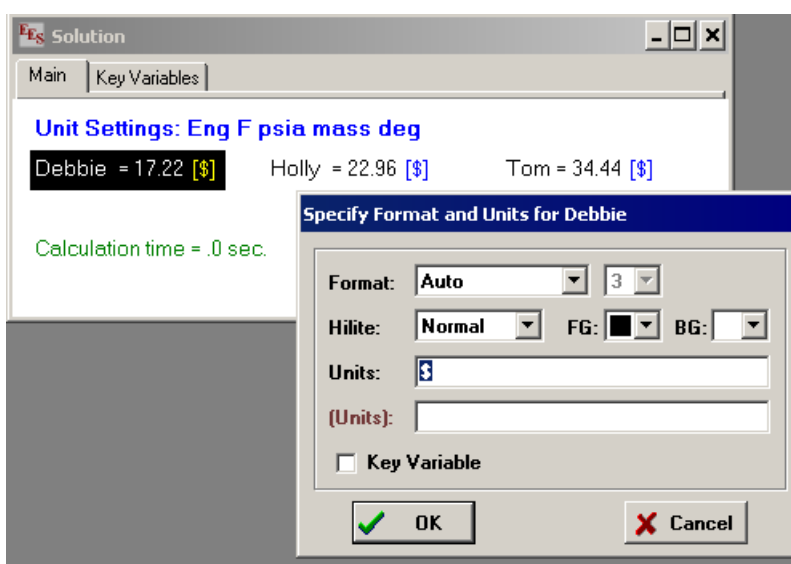 EES Solution
Main Key Variables
Unit Settings: Eng F psia mass deg
Debbie = 17.22 [$] Holly = 22.96 [$] Tom = 34.44 [$]
Calculation time = .0 sec.
Specify Format and Units for Debbie
Format: Auto 3
Hilite: Normal FG: BG:
Units: $
(Units):
Key Variable
OK Cancel